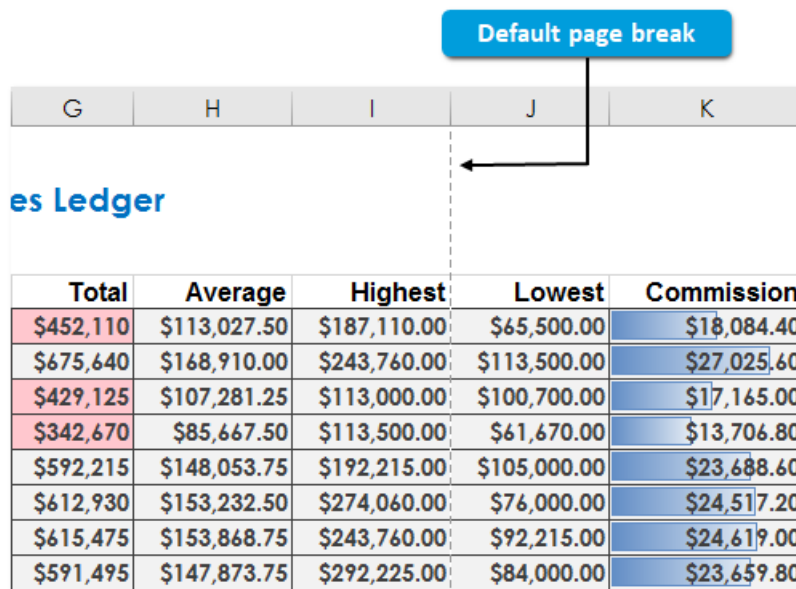 Default page break
G H I J K
es Ledger
Total Average Highest Lowest Commission
$452,110 $113,027.50 $187,110.00 $65,500.00 $18,084.40
$675,640 $168,910.00 $243,760.00 $113,500.00 $27,025.60
$429,125 $107,281.25 $113,000.00 $100,700.00 $17,165.00
$342,670 $85,667.50 $113,500.00 $61,670.00 $13,706.80
$592,215 $148,053.75 $192,215.00 $105,000.00 $23,688.60
$612,930 $153,232.50 $274,060.00 $76,000.00 $24,517.20
$615,475 $153,868.75 $243,760.00 $92,215.00 $24,619.00
$591,495 $147,873.75 $292,225.00 $84,000.00 $23,659.80